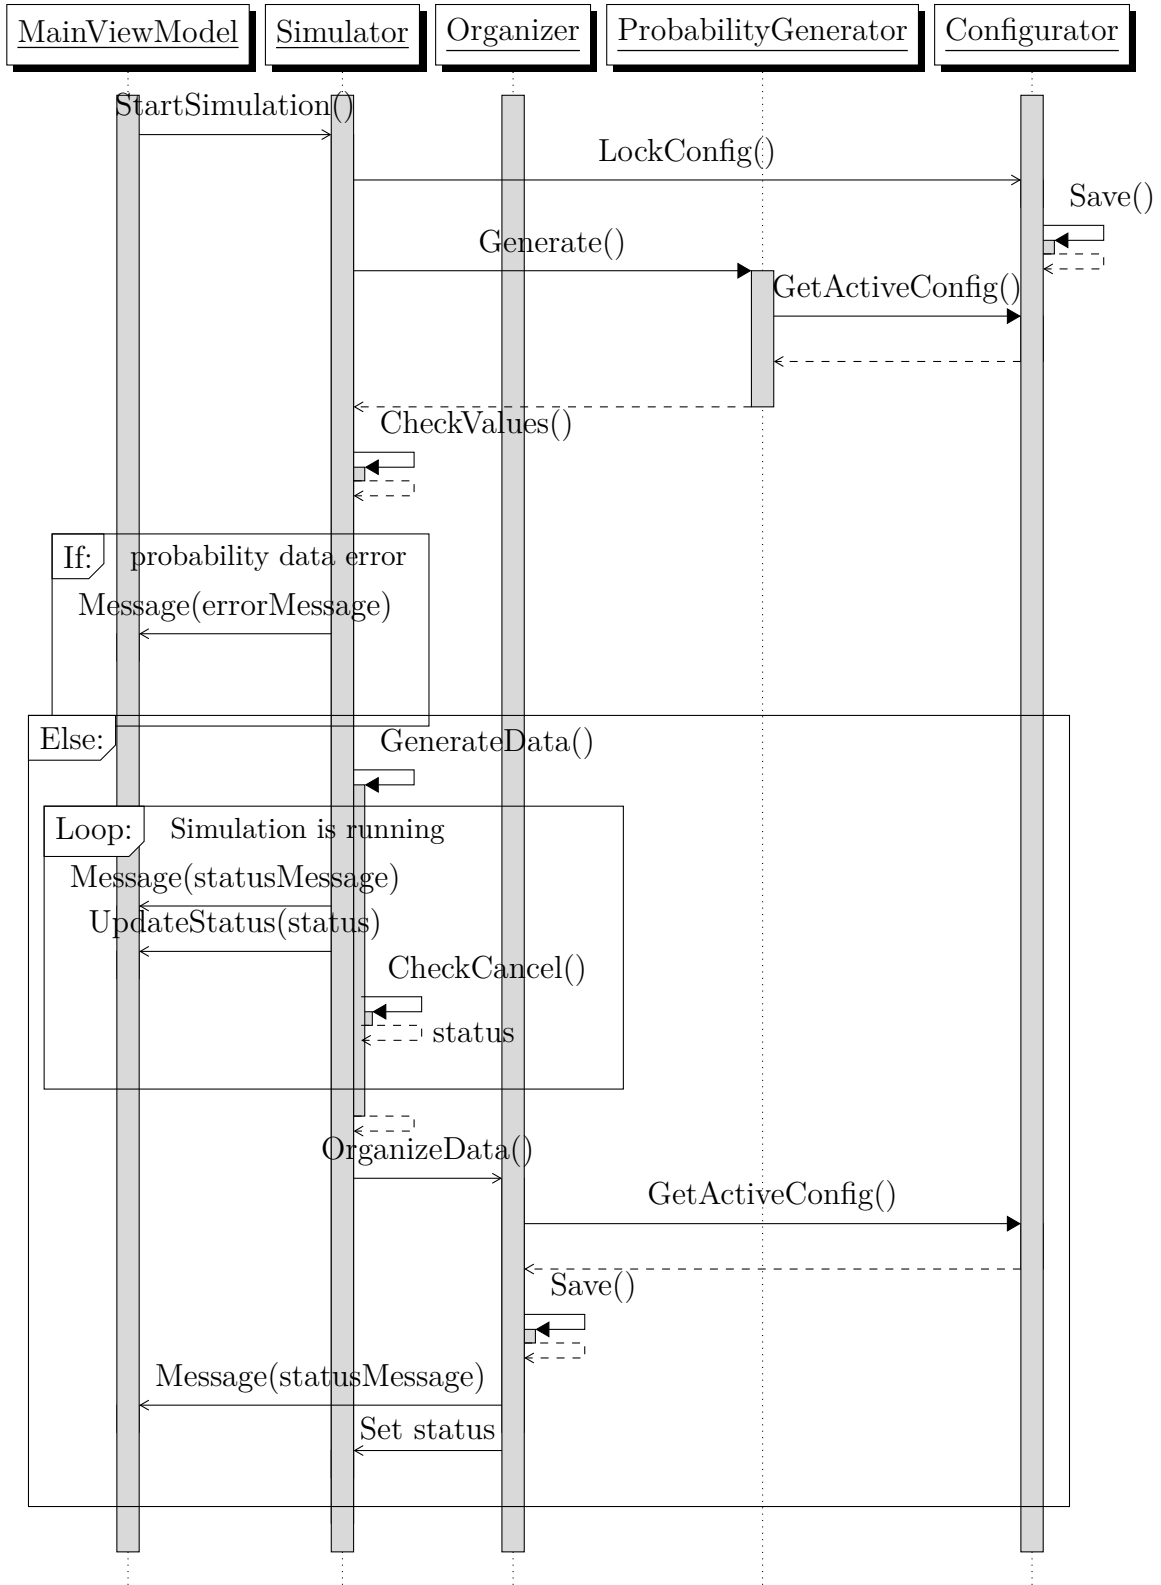 MainViewModel
Simulator
Organizer
ProbabilityGenerator
Configurator
StartSimulation()
LockConfig()
Save()
Generate()
GetActiveConfig()
CheckValues()
If:
probability data error
Message(errorMessage)
Else:
GenerateData()
Loop:
Simulation is running
Message(statusMessage)
UpdateStatus(status)
CheckCancel()
status
OrganizeData()
GetActiveConfig()
Save()
Message(statusMessage)
Set status